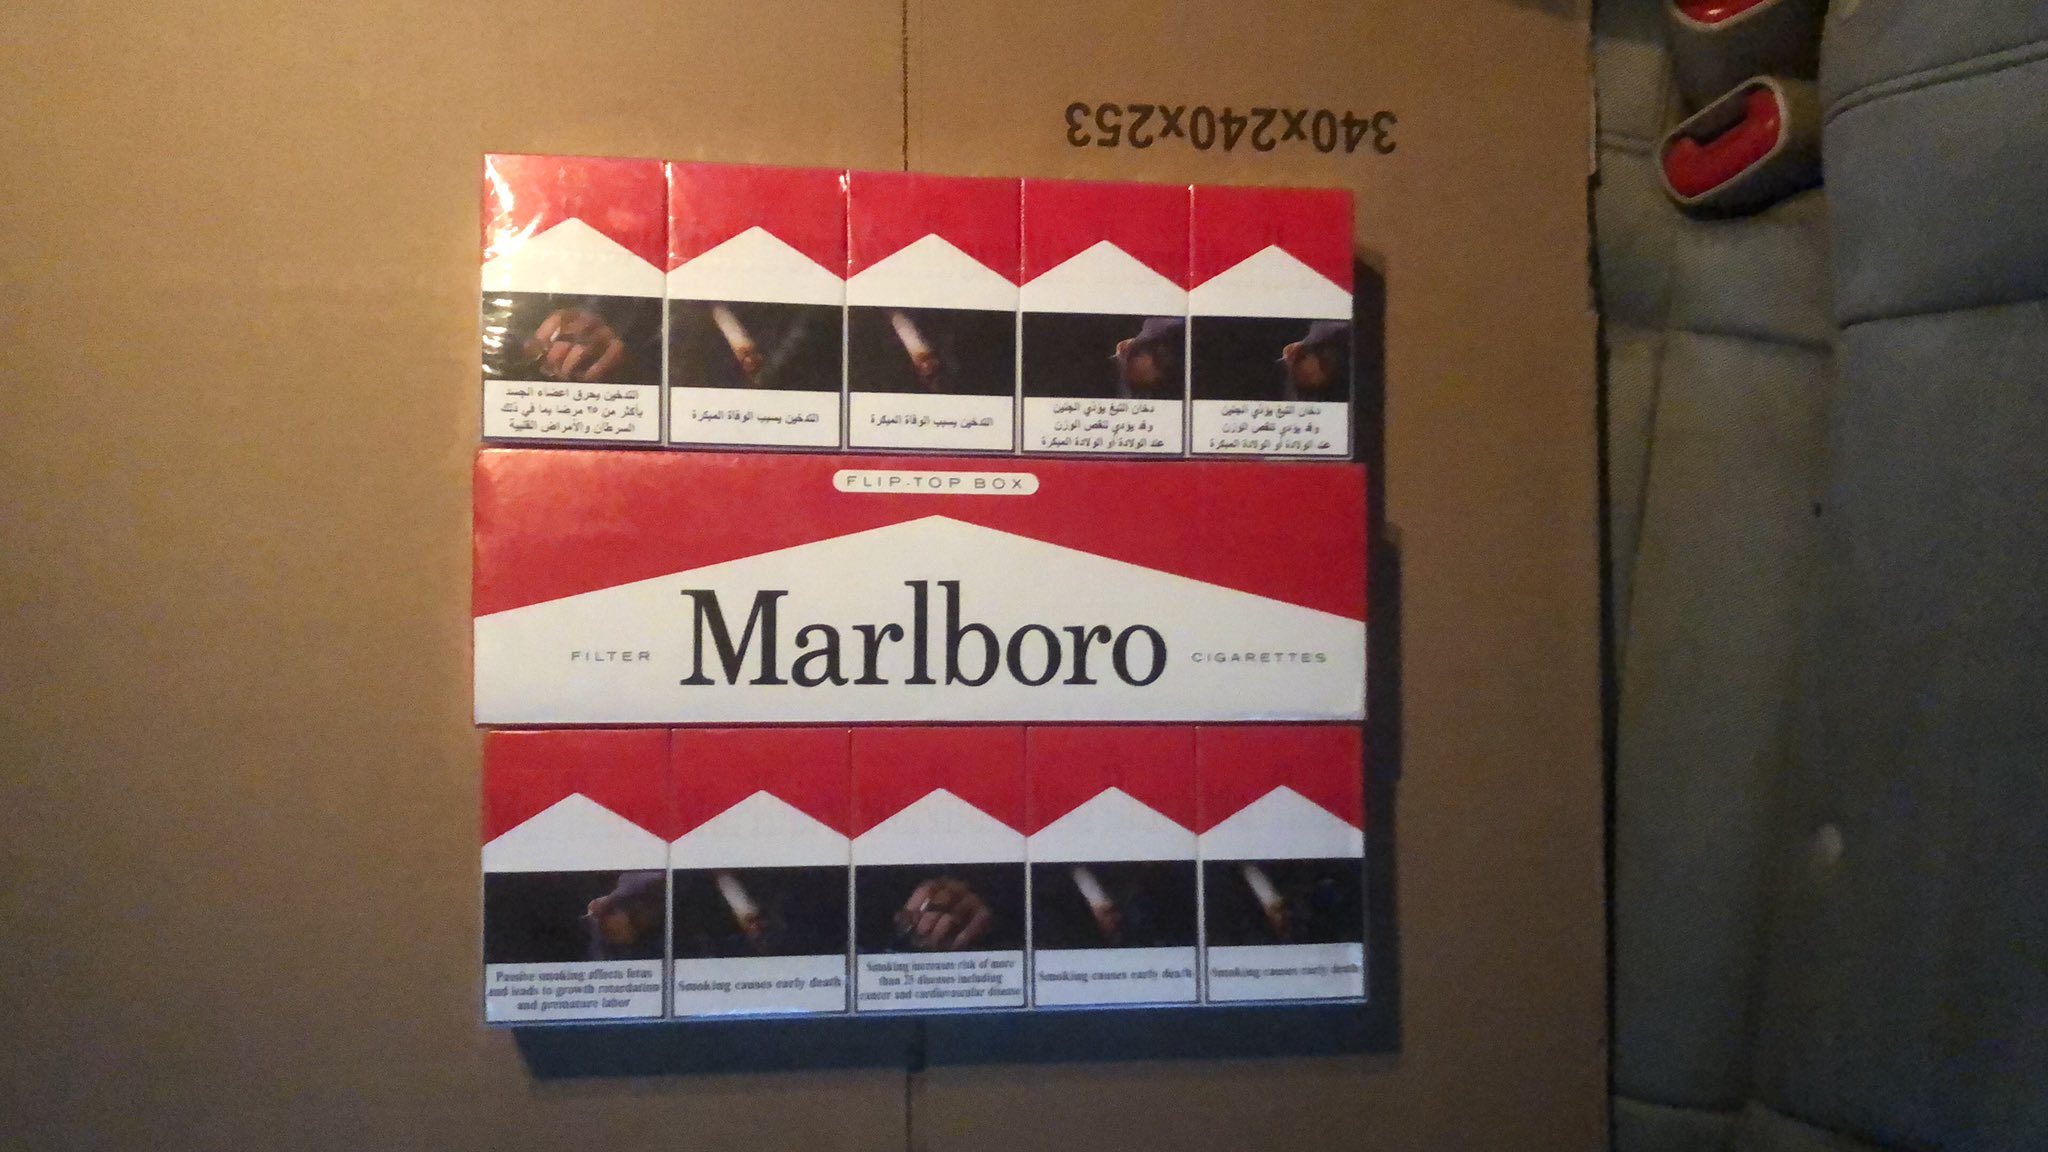 340x240x253
التدخين يحرق اعضاء الجسد
بأكثر من ٢٥ مرضا بما في ذلك
السرطان والأمراض القلبية
التدخين يسبب الوفاة المبكرة
التدخين يسبب الوفاة المبكرة
دخان التبغ يؤذي الجنين
وقد يؤدي لنقص الوزن
عند الولادة أو الولادة المبكرة
دخان التبغ يؤذي الجنين
وقد يؤدي لنقص الوزن
عند الولادة أو الولادة المبكرة
FLIP-TOP BOX
FILTER Marlboro CIGARETTES
Passive smoking affects fetus
and leads to growth retardation
and premature labor
Smoking causes early death
Smoking increases risk of more
than 25 diseases including
cancer and cardiovascular disease
Smoking causes early death
Smoking causes early death